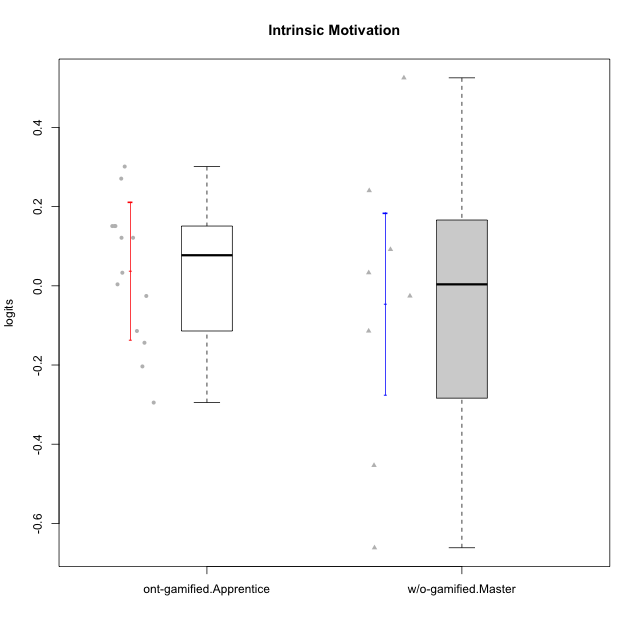 Intrinsic Motivation
logits
0.4
0.2
0.0
-0.2
-0.4
-0.6
ont-gamified.Apprentice
w/o-gamified.Master